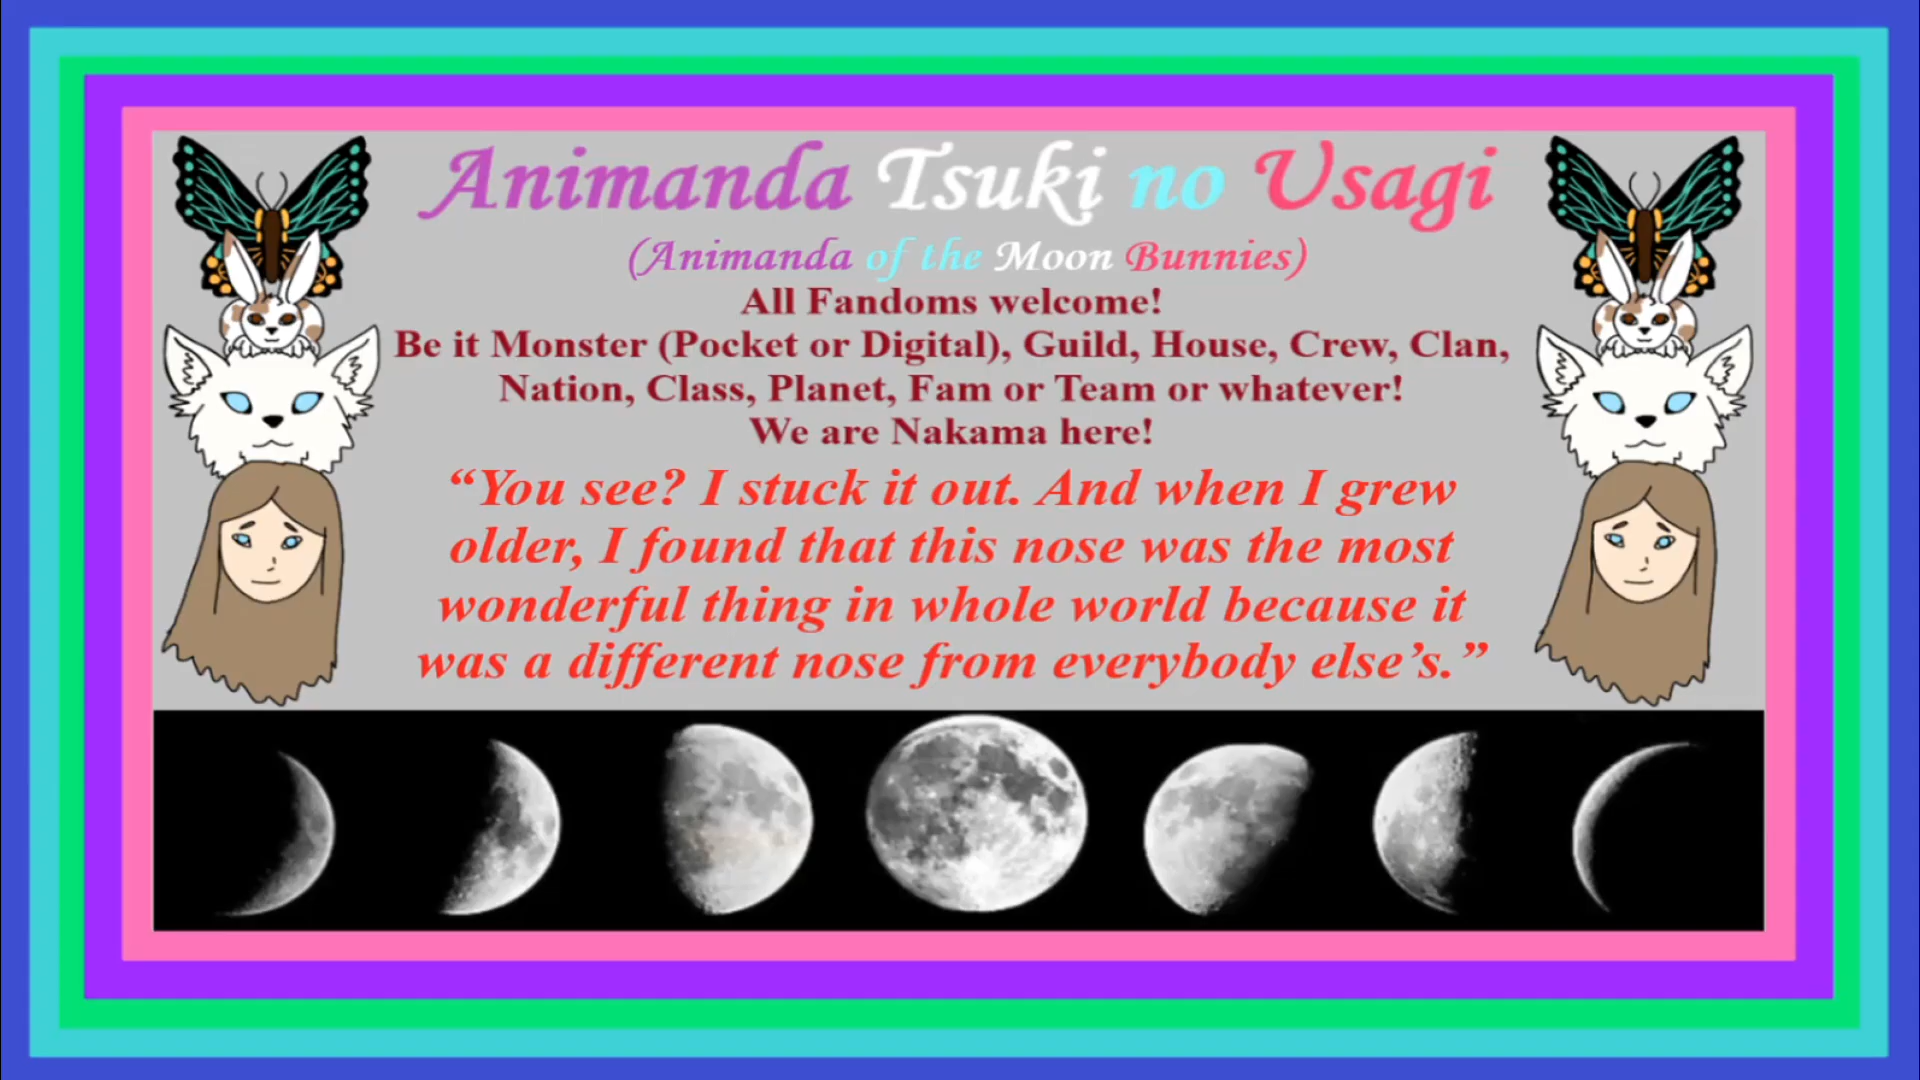 Animanda Tsuki no Usagi
(Animanda of the Moon Bunnies)
All Fandoms welcome!
Be it Monster (Pocket or Digital), Guild, House, Crew, Clan,
Nation, Class, Planet, Fam or Team or whatever!
We are Nakama here!
“You see? I stuck it out. And when I grew
older, I found that this nose was the most
wonderful thing in whole world because it
was a different nose from everybody else’s.”